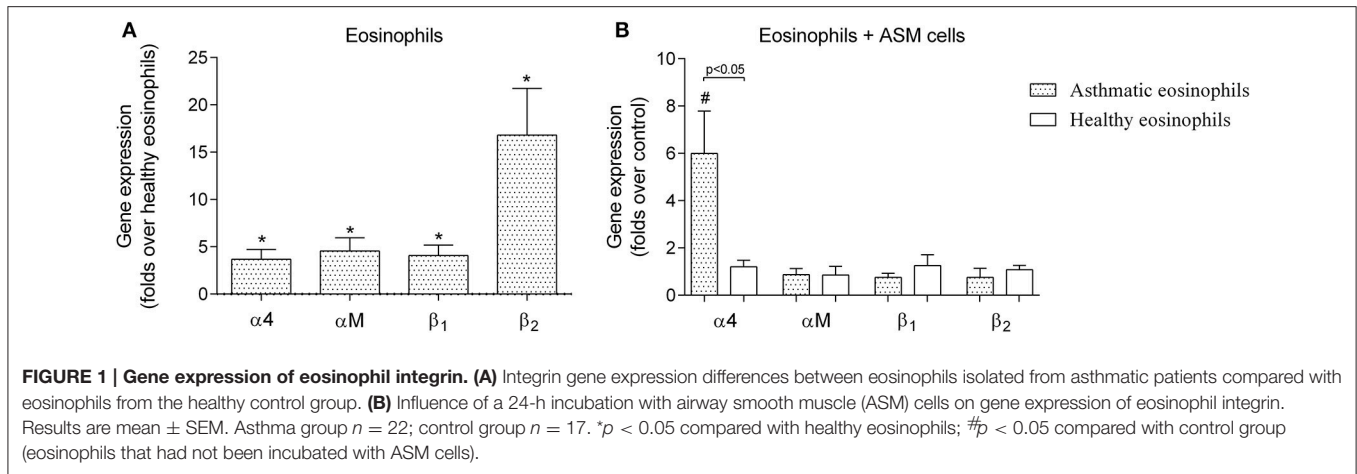 A
Eosinophils
Gene expression
(folds over healthy eosinophils)
25
20
15
10
5
0
*
*
*
*
α4
αM
β₁
β₂
B
Eosinophils + ASM cells
Gene expression
(folds over control)
10
8
6
4
2
0
p<0.05
#
α4
αM
β₁
β₂
Asthmatic eosinophils
Healthy eosinophils
FIGURE 1 | Gene expression of eosinophil integrin. (A) Integrin gene expression differences between eosinophils isolated from asthmatic patients compared with
eosinophils from the healthy control group. (B) Influence of a 24-h incubation with airway smooth muscle (ASM) cells on gene expression of eosinophil integrin.
Results are mean ± SEM. Asthma group n = 22; control group n = 17. *p < 0.05 compared with healthy eosinophils; #p < 0.05 compared with control group
(eosinophils that had not been incubated with ASM cells).